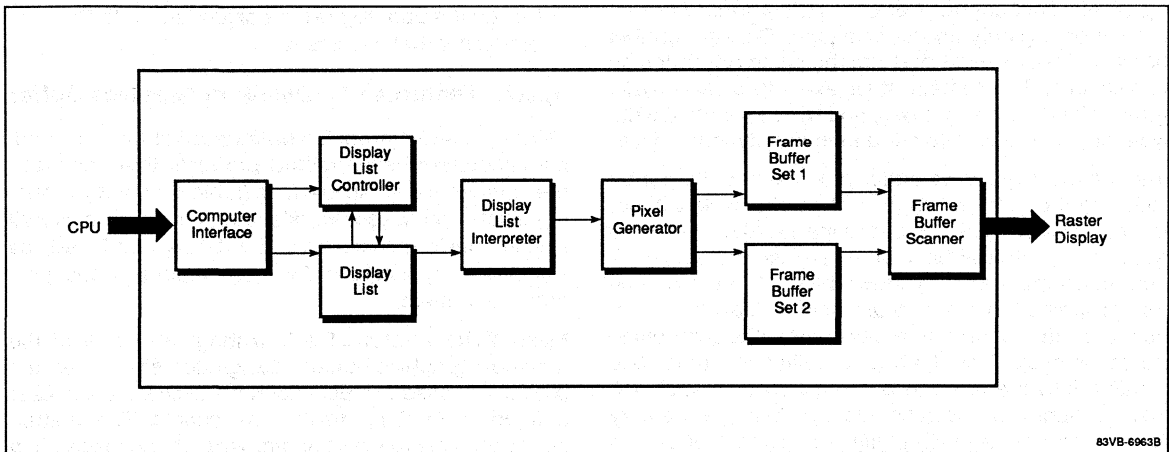 CPU
Computer
Interface
Display
List
Controller
Display
List
Display
List
Interpreter
Pixel
Generator
Frame
Buffer
Set 1
Frame
Buffer
Set 2
Frame
Buffer
Scanner
Raster
Display
83VB-6963B